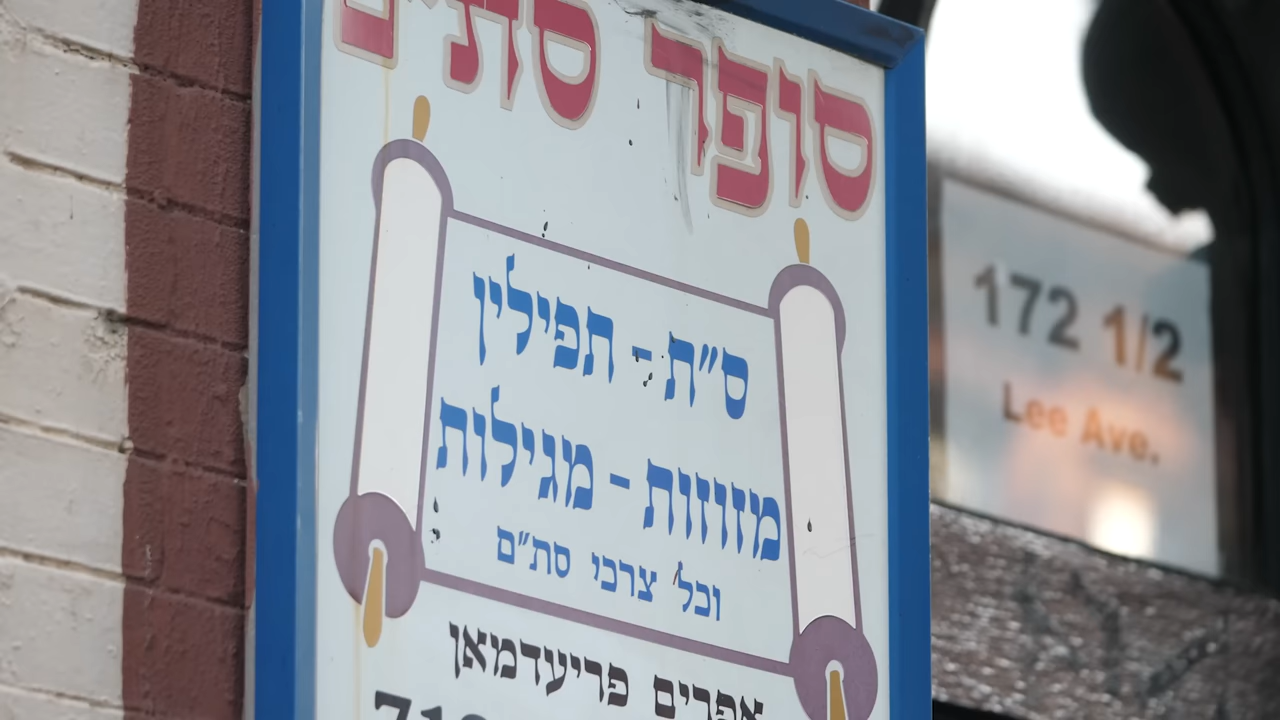 סופר סת״ם
ס״ת - תפילין
מזוזות - מגילות
וכל צרכי סת״ם
אפרים פריעדמאן
172 1/2
Lee Ave.